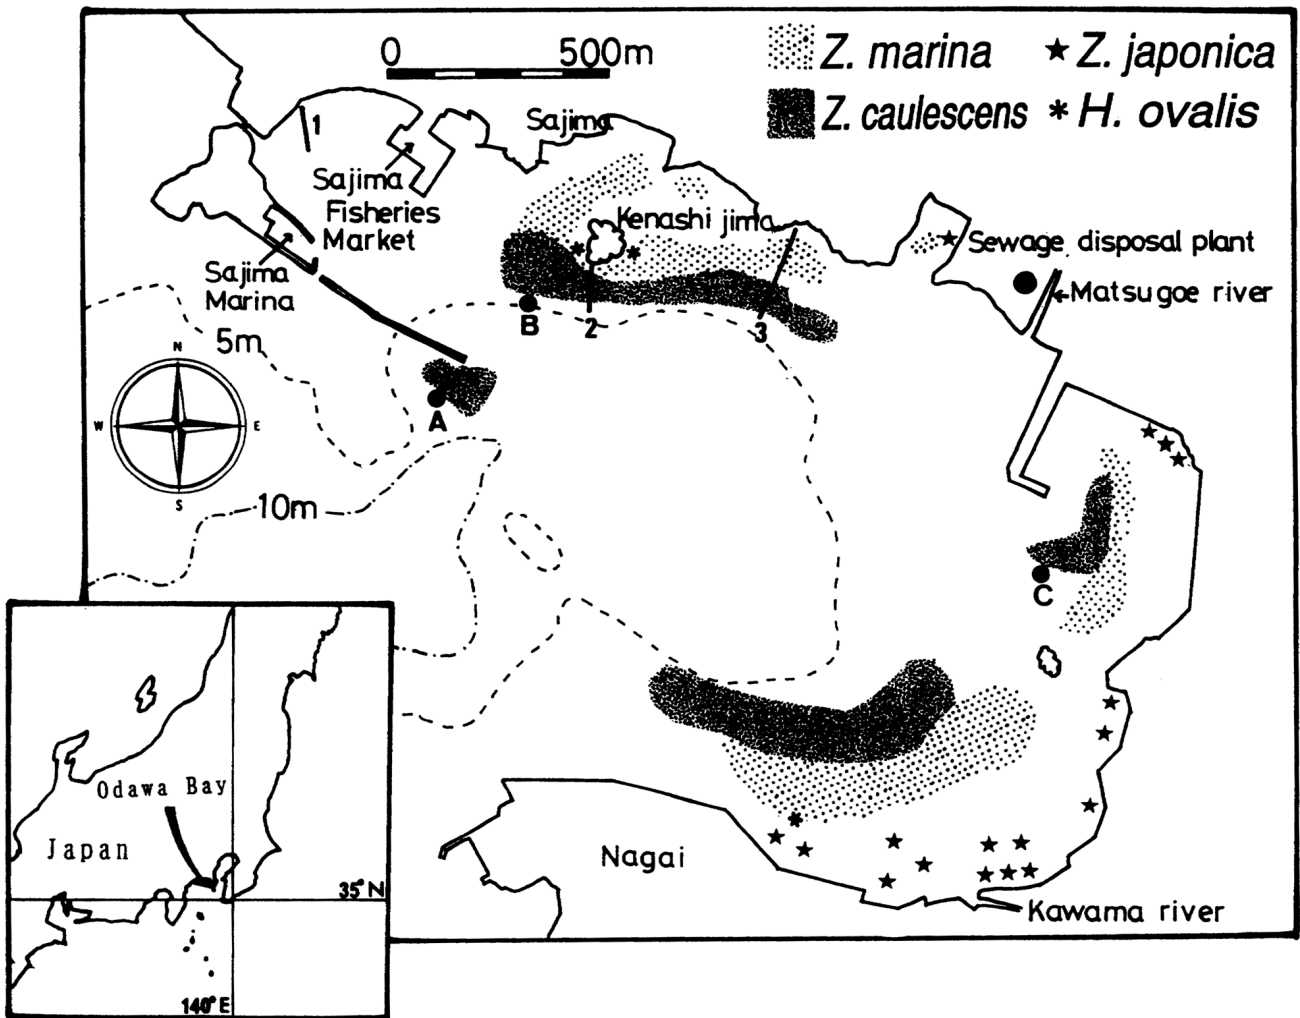 0 500m
Z. marina
★ Z. japonica
Z. caulescens
* H. ovalis
1
Sajima
Sajima
Fisheries
Market
Kenashi jima
Sewage disposal plant
Sajima
Marina
Matsugoe river
B
2
3
5m
N
W
E
S
A
10m
C
Odawa Bay
Japan
35°N
140°E
Nagai
Kawama river